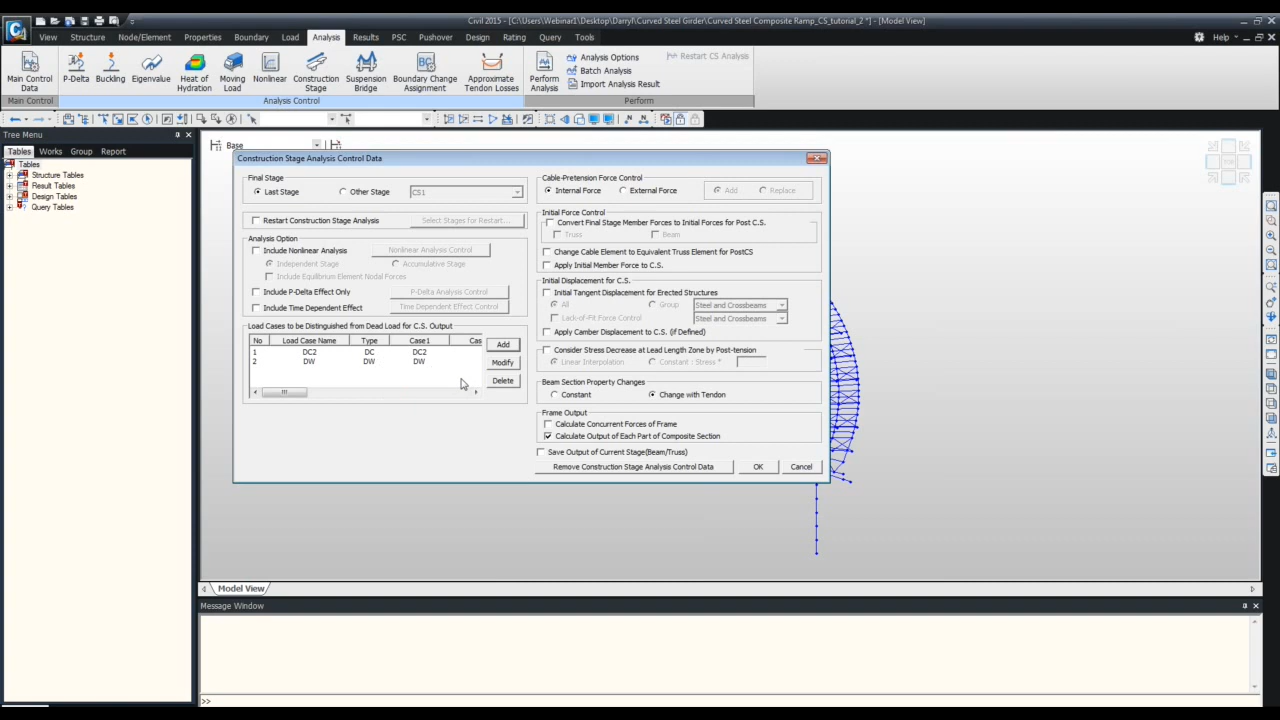 Civil 2015 - [C:\Users\Webinar1\Desktop\Darryl\Curved Steel Girder\Curved Steel Composite Ramp_CS_tutorial_2 *] - [Model View]
View Structure Node/Element Properties Boundary Load Analysis Results PSC Pushover Design Rating Query Tools Help
Main Control Data
P-Delta
Buckling
Eigenvalue
Heat of Hydration
Moving Load
Nonlinear
Construction Stage
Suspension Bridge
Boundary Change Assignment
Approximate Tendon Losses
Perform Analysis
Analysis Options
Batch Analysis
Import Analysis Result
Restart CS Analysis
Main Control Analysis Control Perform
Tree Menu
Tables Works Group Report
Tables
Structure Tables
Result Tables
Design Tables
Query Tables
Base
Construction Stage Analysis Control Data
Final Stage
Last Stage Other Stage CS1
Restart Construction Stage Analysis Select Stages for Restart...
Analysis Option
Include Nonlinear Analysis Nonlinear Analysis Control
Independent Stage Accumulative Stage
Include Equilibrium Element Nodal Forces
Include P-Delta Effect Only P-Delta Analysis Control
Include Time Dependent Effect Time Dependent Effect Control
Load Cases to be Distinguished from Dead Load for C.S. Output
No Load Case Name Type Case1 Cas
1 DC2 DC DC2
2 DW DW DW
Add
Modify
Delete
Cable-Pretension Force Control
Internal Force External Force Add Replace
Initial Force Control
Convert Final Stage Member Forces to Initial Forces for Post C.S.
Truss Beam
Change Cable Element to Equivalent Truss Element for PostCS
Apply Initial Member Force to C.S.
Initial Displacement for C.S.
Initial Tangent Displacement for Erected Structures
All Group Steel and Crossbeams
Lack-of-Fit Force Control Steel and Crossbeams
Apply Camber Displacement to C.S. (if Defined)
Consider Stress Decrease at Lead Length Zone by Post-tension
Linear Interpolation Constant : Stress *
Beam Section Property Changes
Constant Change with Tendon
Frame Output
Calculate Concurrent Forces of Frame
Calculate Output of Each Part of Composite Section
Save Output of Current Stage(Beam/Truss)
Remove Construction Stage Analysis Control Data OK Cancel
Model View
Message Window
>>